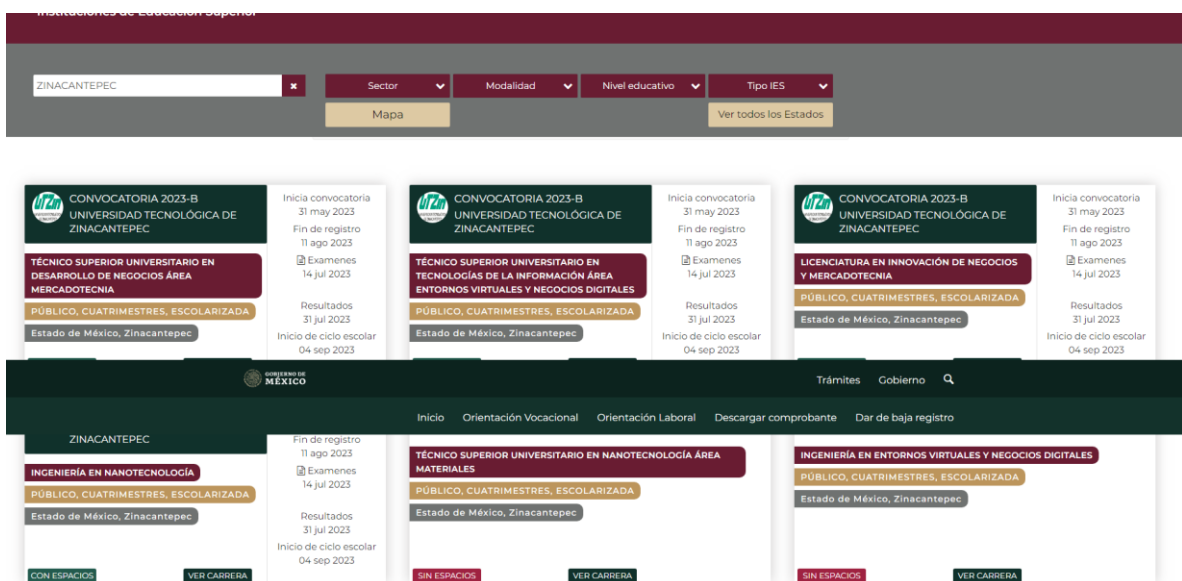 Instituciones de Educación Superior
ZINACANTEPEC
Sector
Modalidad
Nivel educativo
Tipo IES
Mapa
Ver todos los Estados
CONVOCATORIA 2023-B
UNIVERSIDAD TECNOLÓGICA DE
ZINACANTEPEC
TÉCNICO SUPERIOR UNIVERSITARIO EN
DESARROLLO DE NEGOCIOS ÁREA
MERCADOTECNIA
PÚBLICO, CUATRIMESTRES, ESCOLARIZADA
Estado de México, Zinacantepec
Inicia convocatoria
31 may 2023
Fin de registro
11 ago 2023
Examenes
14 jul 2023
Resultados
31 jul 2023
Inicio de ciclo escolar
04 sep 2023
CONVOCATORIA 2023-B
UNIVERSIDAD TECNOLÓGICA DE
ZINACANTEPEC
TÉCNICO SUPERIOR UNIVERSITARIO EN
TECNOLOGÍAS DE LA INFORMACIÓN ÁREA
ENTORNOS VIRTUALES Y NEGOCIOS DIGITALES
PÚBLICO, CUATRIMESTRES, ESCOLARIZADA
Estado de México, Zinacantepec
Inicia convocatoria
31 may 2023
Fin de registro
11 ago 2023
Examenes
14 jul 2023
Resultados
31 jul 2023
Inicio de ciclo escolar
04 sep 2023
CONVOCATORIA 2023-B
UNIVERSIDAD TECNOLÓGICA DE
ZINACANTEPEC
LICENCIATURA EN INNOVACIÓN DE NEGOCIOS
Y MERCADOTECNIA
PÚBLICO, CUATRIMESTRES, ESCOLARIZADA
Estado de México, Zinacantepec
Inicia convocatoria
31 may 2023
Fin de registro
11 ago 2023
Examenes
14 jul 2023
Resultados
31 jul 2023
Inicio de ciclo escolar
04 sep 2023
GOBIERNO DE
MÉXICO
Trámites
Gobierno
Inicio
Orientación Vocacional
Orientación Laboral
Descargar comprobante
Dar de baja registro
ZINACANTEPEC
INGENIERÍA EN NANOTECNOLOGÍA
PÚBLICO, CUATRIMESTRES, ESCOLARIZADA
Estado de México, Zinacantepec
Fin de registro
11 ago 2023
Examenes
14 jul 2023
Resultados
31 jul 2023
Inicio de ciclo escolar
04 sep 2023
CON ESPACIOS
VER CARRERA
TÉCNICO SUPERIOR UNIVERSITARIO EN NANOTECNOLOGÍA ÁREA
MATERIALES
PÚBLICO, CUATRIMESTRES, ESCOLARIZADA
Estado de México, Zinacantepec
SIN ESPACIOS
VER CARRERA
INGENIERÍA EN ENTORNOS VIRTUALES Y NEGOCIOS DIGITALES
PÚBLICO, CUATRIMESTRES, ESCOLARIZADA
Estado de México, Zinacantepec
SIN ESPACIOS
VER CARRERA